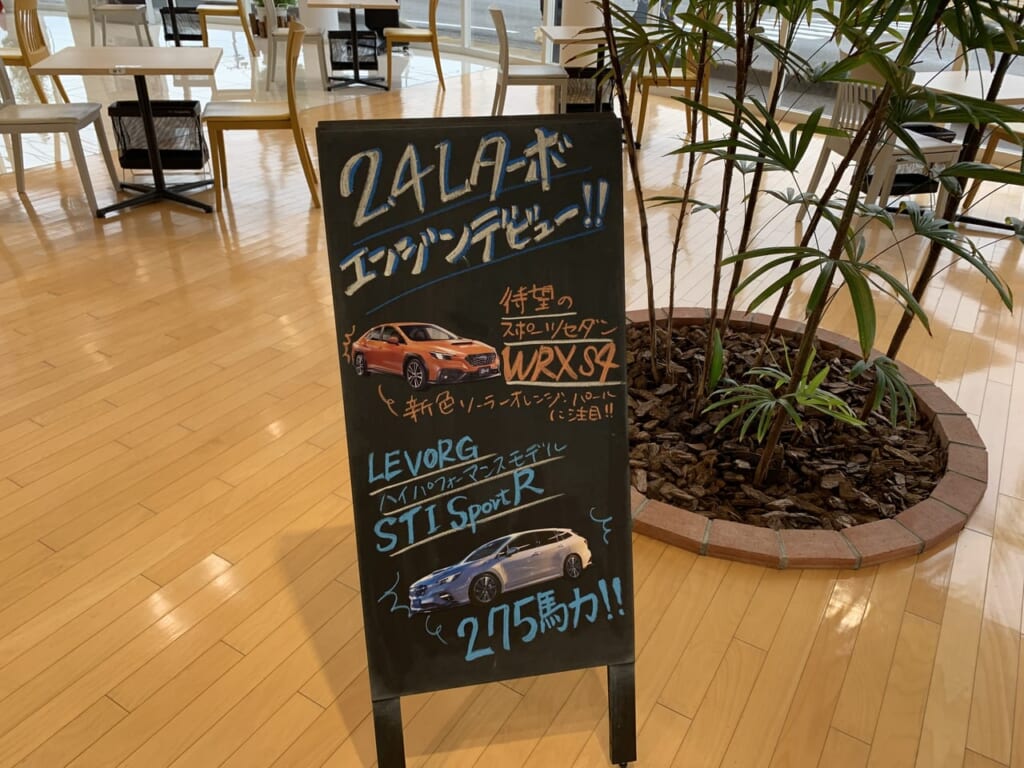 2.4Lターボ
エンジンデビュー!!
待望の
スポーツセダン
WRX S4
新色ソーラーオレンジ・パール
に注目!!
LEVORG
ハイパフォーマンスモデル
STI Sport R
275馬力!!